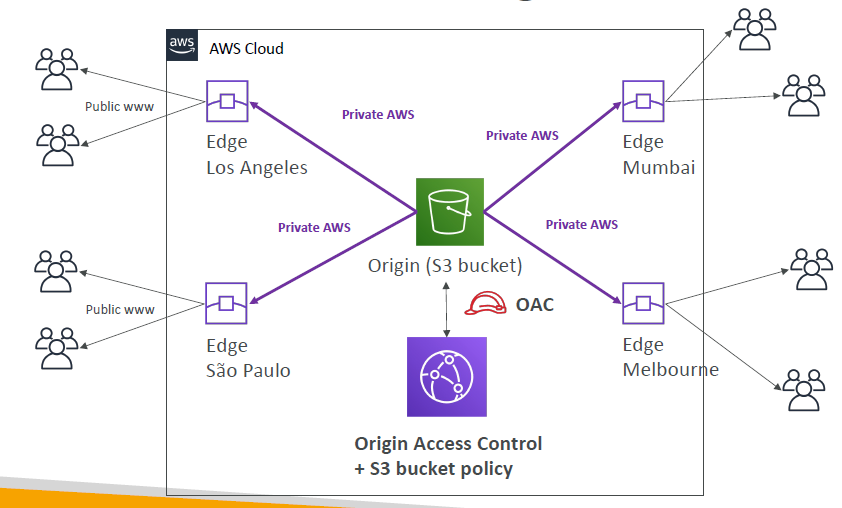 aws
AWS Cloud
Public www
Edge
Los Angeles
Private AWS
Private AWS
Edge
Mumbai
Private AWS
Private AWS
Origin (S3 bucket)
OAC
Public www
Edge
São Paulo
Edge
Melbourne
Origin Access Control
+ S3 bucket policy